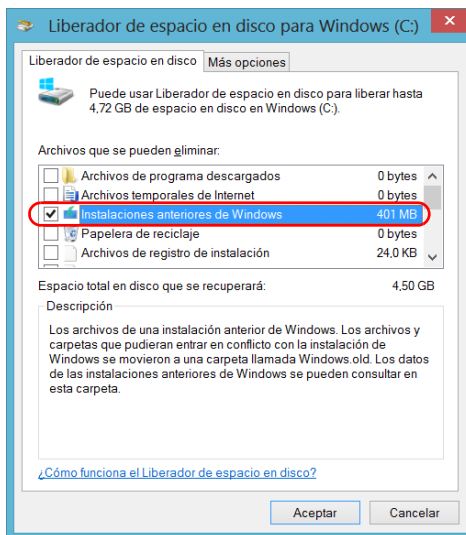 Liberador de espacio en disco para Windows (C:)
Liberador de espacio en disco Más opciones
Puede usar Liberador de espacio en disco para liberar hasta
4,72 GB de espacio en disco en Windows (C:).
Archivos que se pueden eliminar:
Archivos de programa descargados 0 bytes
Archivos temporales de Internet 0 bytes
Instalaciones anteriores de Windows 401 MB
Papelera de reciclaje 0 bytes
Archivos de registro de instalación 24,0 KB
Espacio total en disco que se recuperará: 4,50 GB
Descripción
Los archivos de una instalación anterior de Windows. Los archivos y
carpetas que pudieran entrar en conflicto con la instalación de
Windows se movieron a una carpeta llamada Windows.old. Los datos
de las instalaciones anteriores de Windows se pueden consultar en
esta carpeta.
¿Cómo funciona el Liberador de espacio en disco?
Aceptar Cancelar